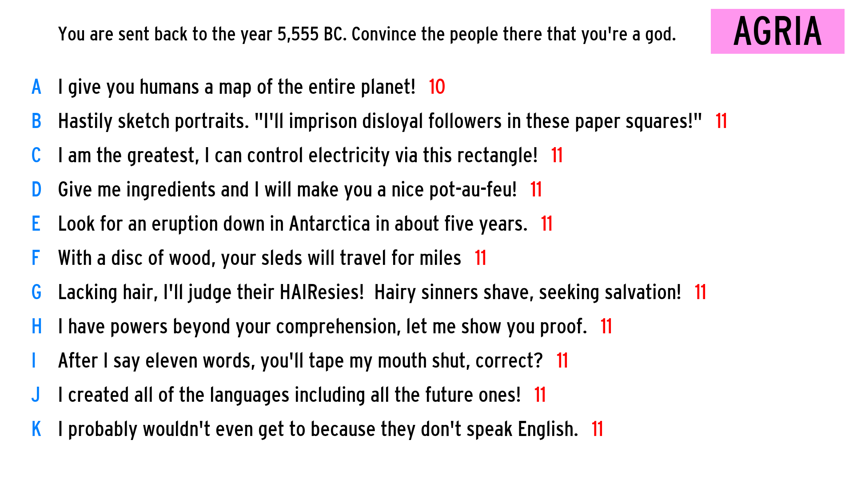 You are sent back to the year 5,555 BC. Convince the people there that you're a god.
AGRIA
A I give you humans a map of the entire planet! 10
B Hastily sketch portraits. "I'll imprison disloyal followers in these paper squares!" 11
C I am the greatest, I can control electricity via this rectangle! 11
D Give me ingredients and I will make you a nice pot-au-feu! 11
E Look for an eruption down in Antarctica in about five years. 11
F With a disc of wood, your sleds will travel for miles 11
G Lacking hair, I'll judge their HAIResies! Hairy sinners shave, seeking salvation! 11
H I have powers beyond your comprehension, let me show you proof. 11
I After I say eleven words, you'll tape my mouth shut, correct? 11
J I created all of the languages including all the future ones! 11
K I probably wouldn't even get to because they don't speak English. 11